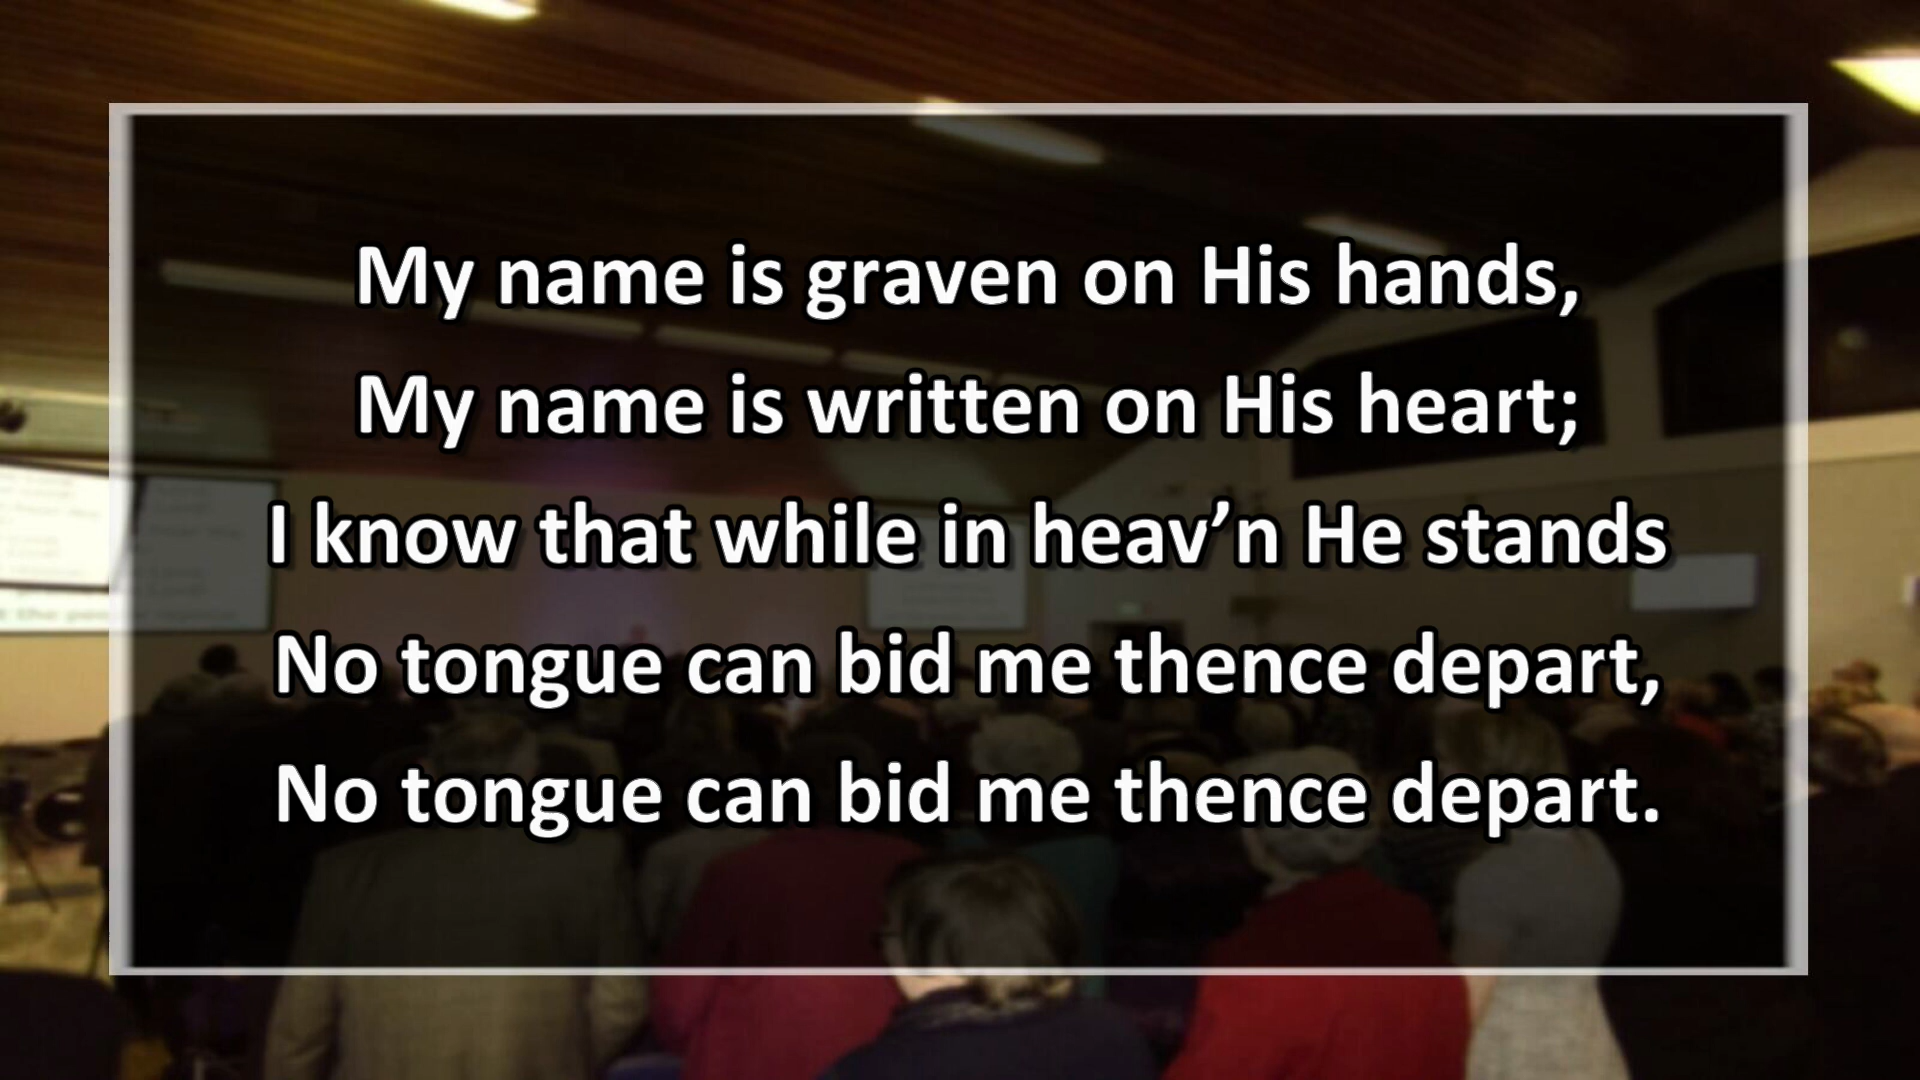 My name is graven on His hands,
My name is written on His heart;
I know that while in heav’n He stands
No tongue can bid me thence depart,
No tongue can bid me thence depart.